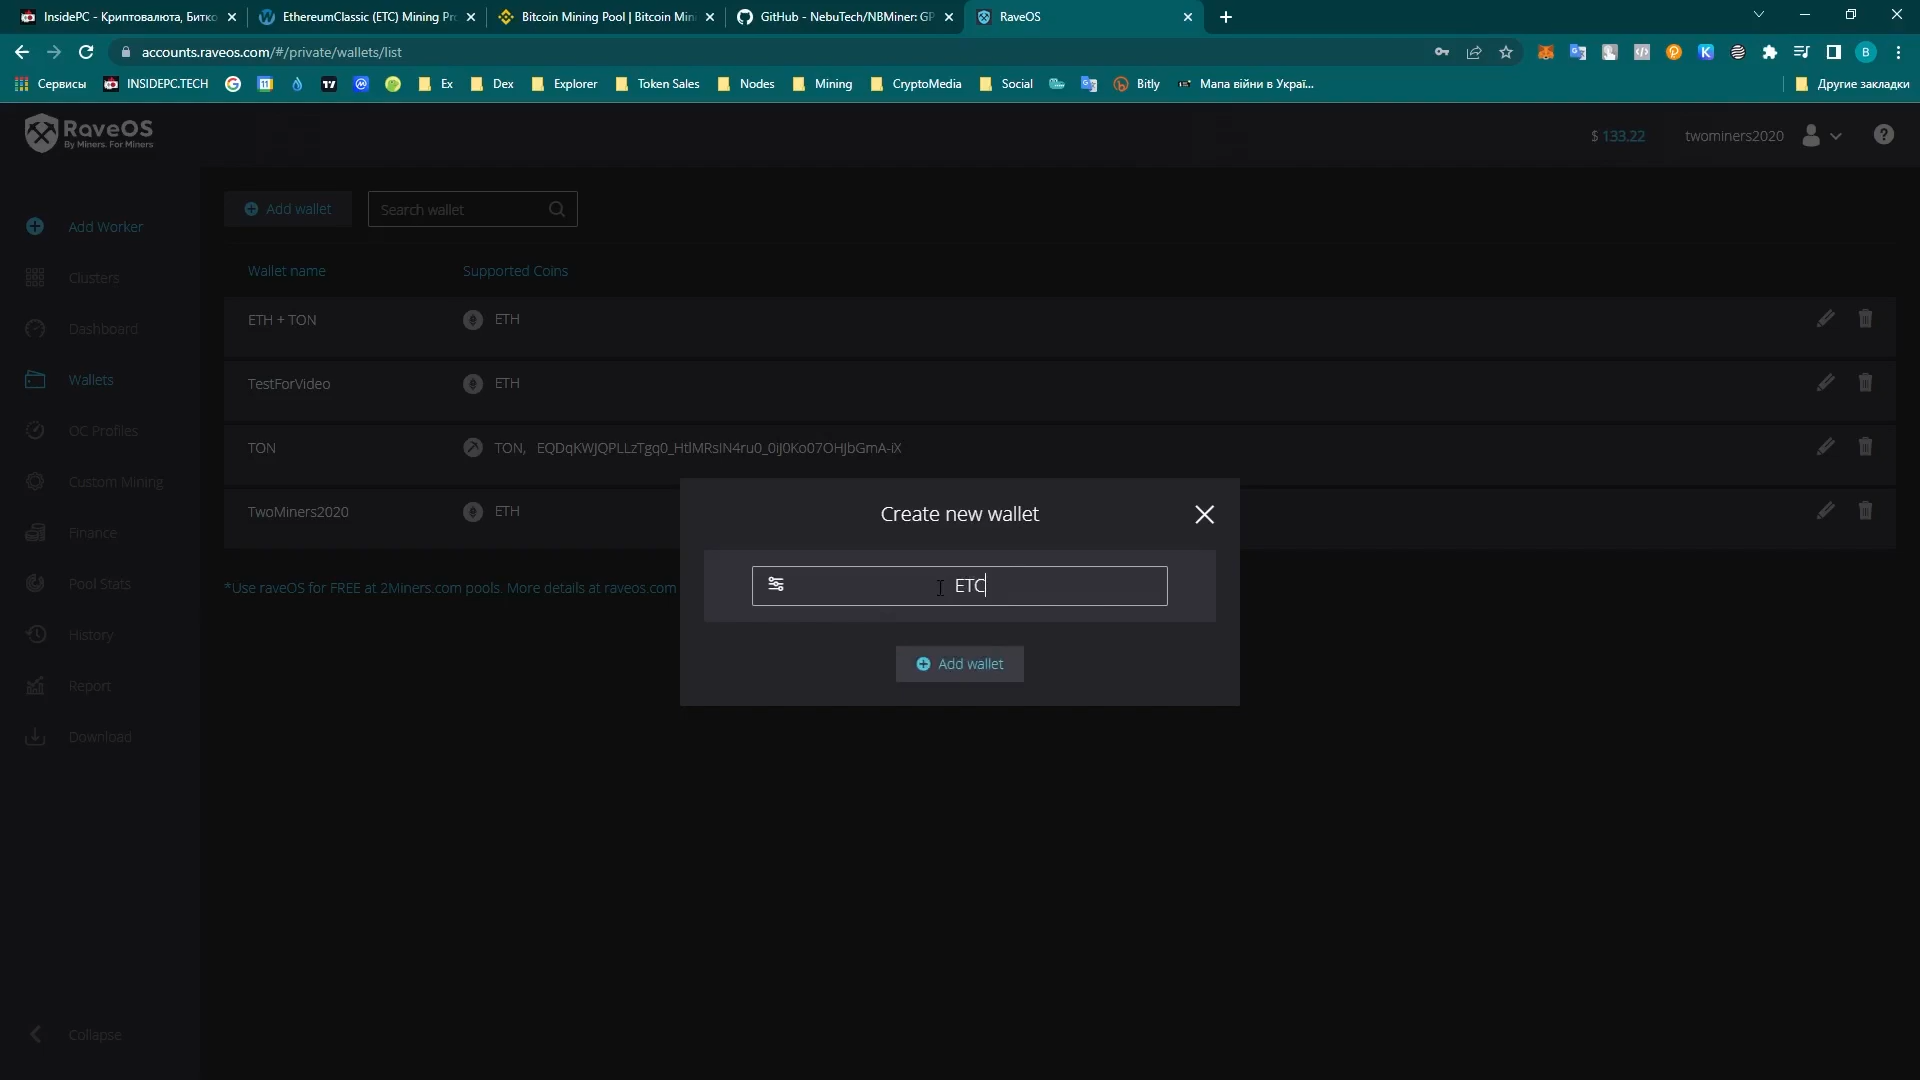 InsidePC - Криптовалюта, Битко
EthereumClassic (ETC) Mining Pr
Bitcoin Mining Pool | Bitcoin Min
GitHub - NebuTech/NBMiner: GP
RaveOS
accounts.raveos.com/#/private/wallets/list
B
Сервисы
INSIDEPC.TECH
Ex
Dex
Explorer
Token Sales
Nodes
Mining
CryptoMedia
Social
Bitly
Мапа війни в Украї...
Другие закладки
RaveOS
By Miners. For Miners
$ 133.22
twominers2020
Add wallet
Search wallet
Add Worker
Clusters
Dashboard
Wallets
OC Profiles
Custom Mining
Finance
Pool Stats
History
Report
Download
Collapse
Wallet name
Supported Coins
ETH + TON
ETH
TestForVideo
ETH
TON
TON,
TwoMiners2020
ETH
*Use raveOS for FREE at 2Miners.com pools. More details at raveos.com
Create new wallet
ETC
Add wallet